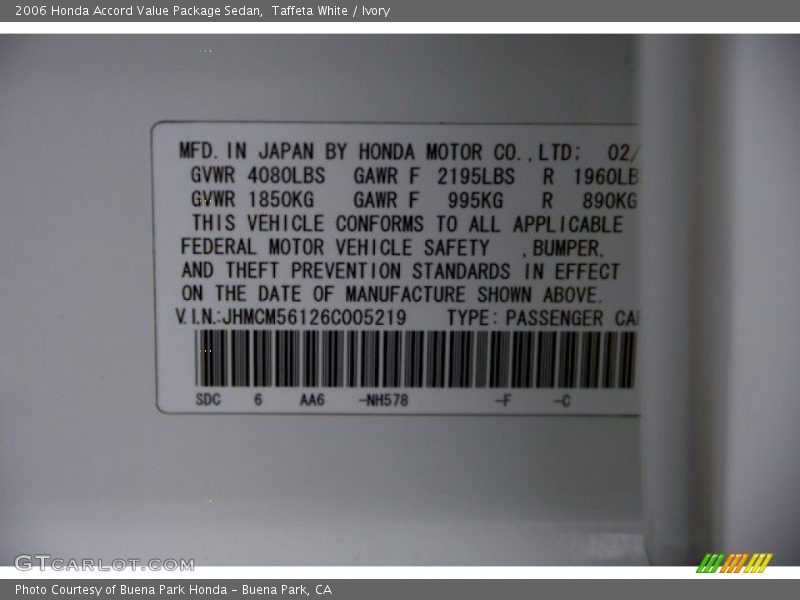 2006 Honda Accord Value Package Sedan,  Taffeta White / Ivory
MFD. IN JAPAN BY HONDA MOTOR CO., LTD; 02/
GVWR 4080LBS GAWR F 2195LBS R 1960LB
GVWR 1850KG GAWR F 995KG R 890KG
THIS VEHICLE CONFORMS TO ALL APPLICABLE
FEDERAL MOTOR VEHICLE SAFETY , BUMPER,
AND THEFT PREVENTION STANDARDS IN EFFECT
ON THE DATE OF MANUFACTURE SHOWN ABOVE.
V.I.N.:JHMCM56126C005219 TYPE: PASSENGER CA
SDC 6 AA6 -NH578 -F -C
GTCARLOT.COM
Photo Courtesy of Buena Park Honda - Buena Park, CA